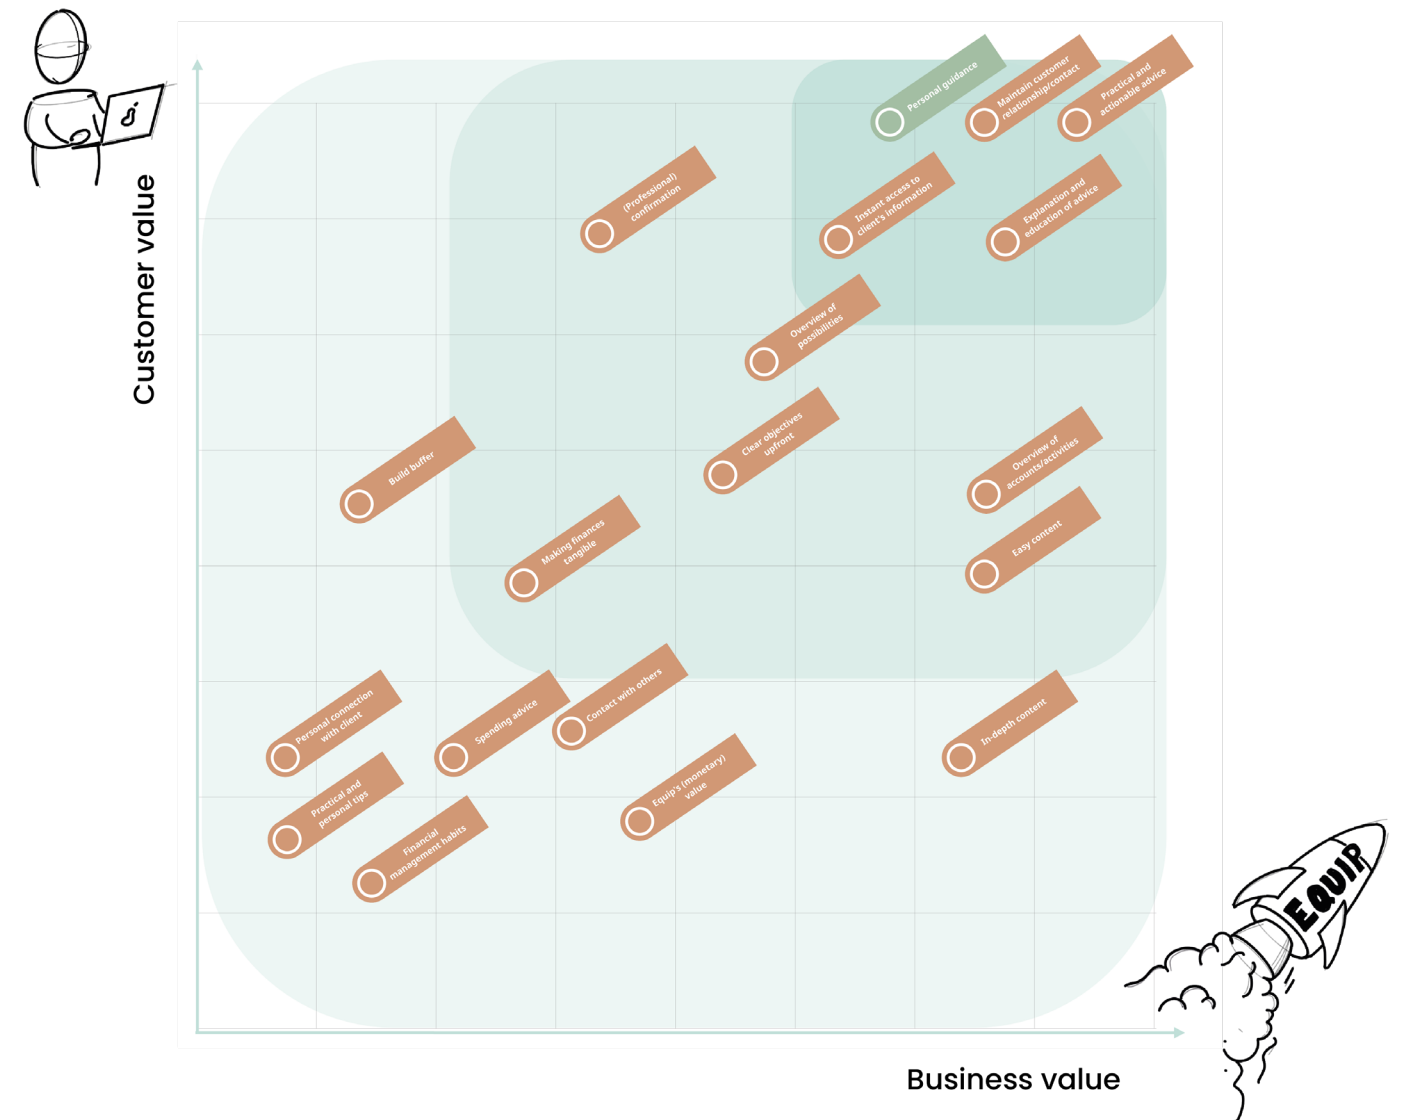 Customer value
Personal guidance
Maintain customer
relationship/contact
Practical and
actionable advice
(Professional)
confirmation
Instant access to
client's information
Explanation and
education of advice
Overview of
possibilities
Clear objectives
upfront
Build buffer
Overview of
accounts/activities
Making finances
tangible
Easy content
Personal connection
with client
Spending advice
Contact with others
In-depth content
Practical and
personal tips
Equip's (monetary)
value
Financial
management habits
EQUIP
Business value